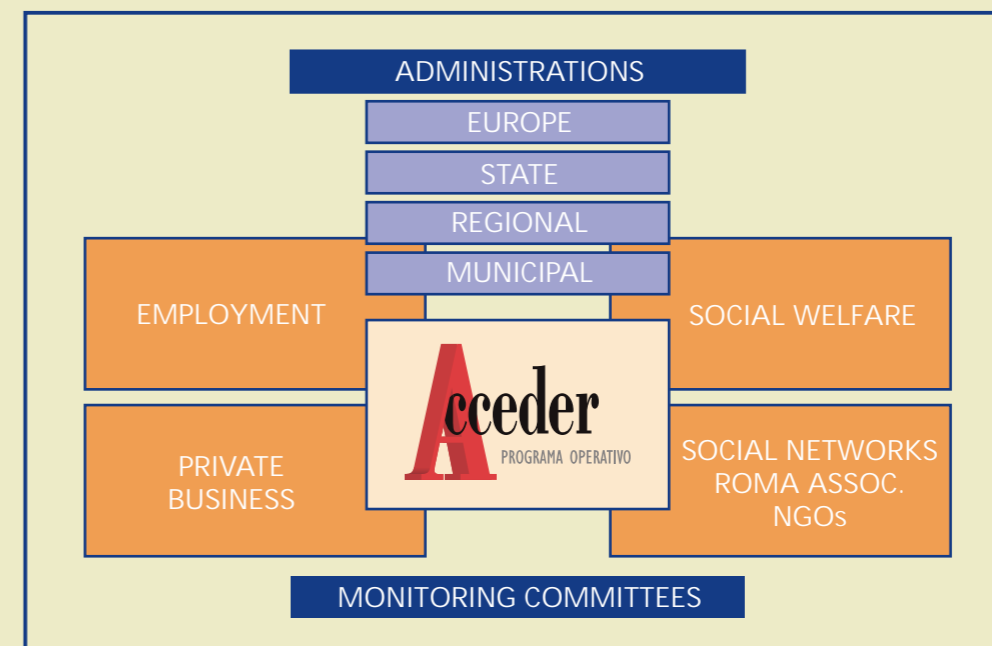 ADMINISTRATIONS
EUROPE
STATE
REGIONAL
MUNICIPAL
EMPLOYMENT
SOCIAL WELFARE
Acceder
PROGRAMA OPERATIVO
PRIVATE
BUSINESS
SOCIAL NETWORKS
ROMA ASSOC.
NGOs
MONITORING COMMITTEES